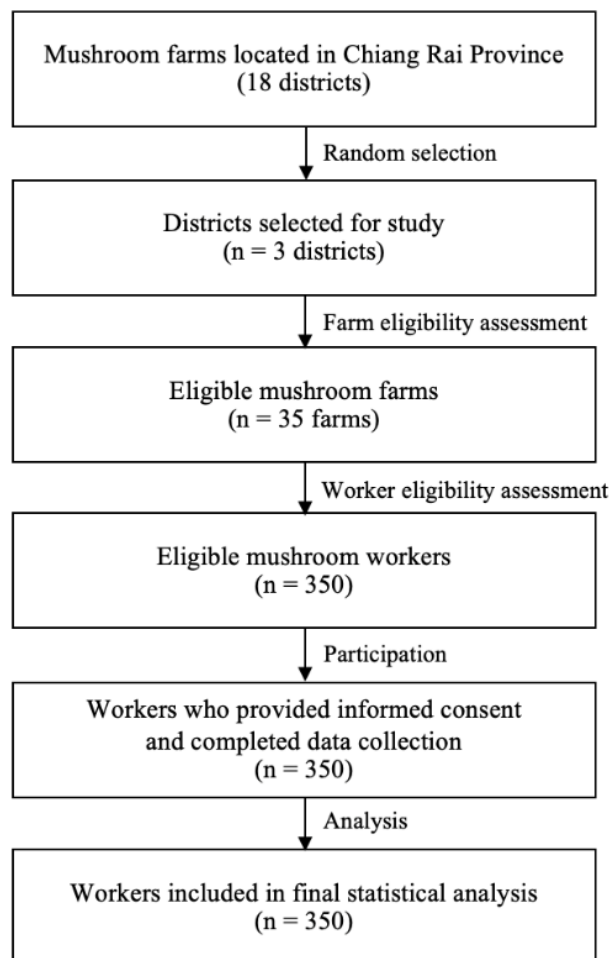 Mushroom farms located in Chiang Rai Province
(18 districts)
Random selection
Districts selected for study
(n = 3 districts)
Farm eligibility assessment
Eligible mushroom farms
(n = 35 farms)
Worker eligibility assessment
Eligible mushroom workers
(n = 350)
Participation
Workers who provided informed consent
and completed data collection
(n = 350)
Analysis
Workers included in final statistical analysis
(n = 350)